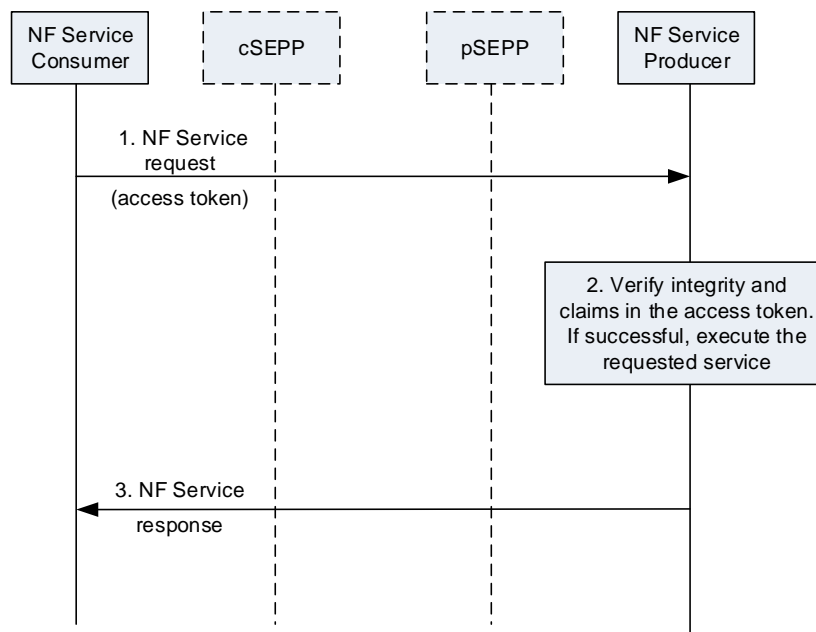 NF Service
Consumer
cSEPP
pSEPP
NF Service
Producer
1. NF Service
request
(access token)
2. Verify integrity and
claims in the access token.
If successful, execute the
requested service
3. NF Service
response